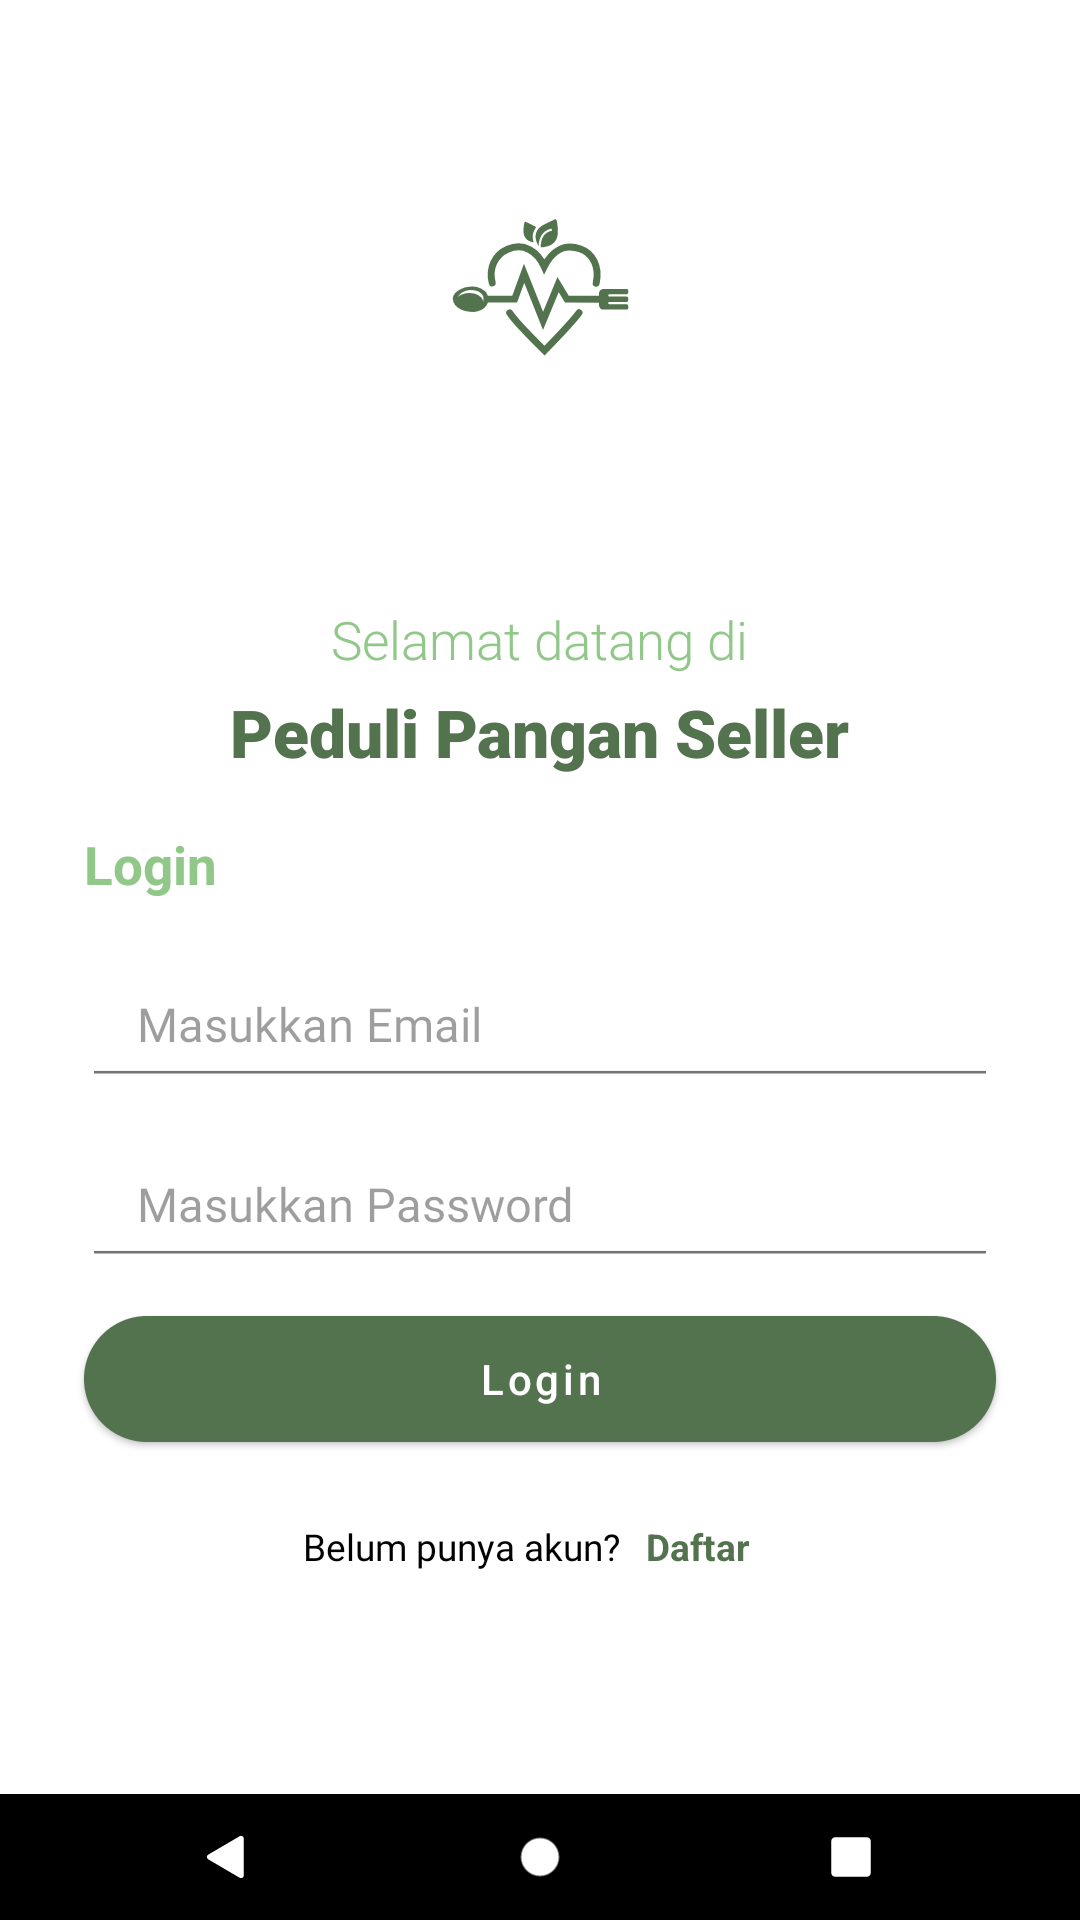 Selamat datang di
Peduli Pangan Seller
Login
Masukkan Email
Masukkan Password
Login
Belum punya akun? Daftar